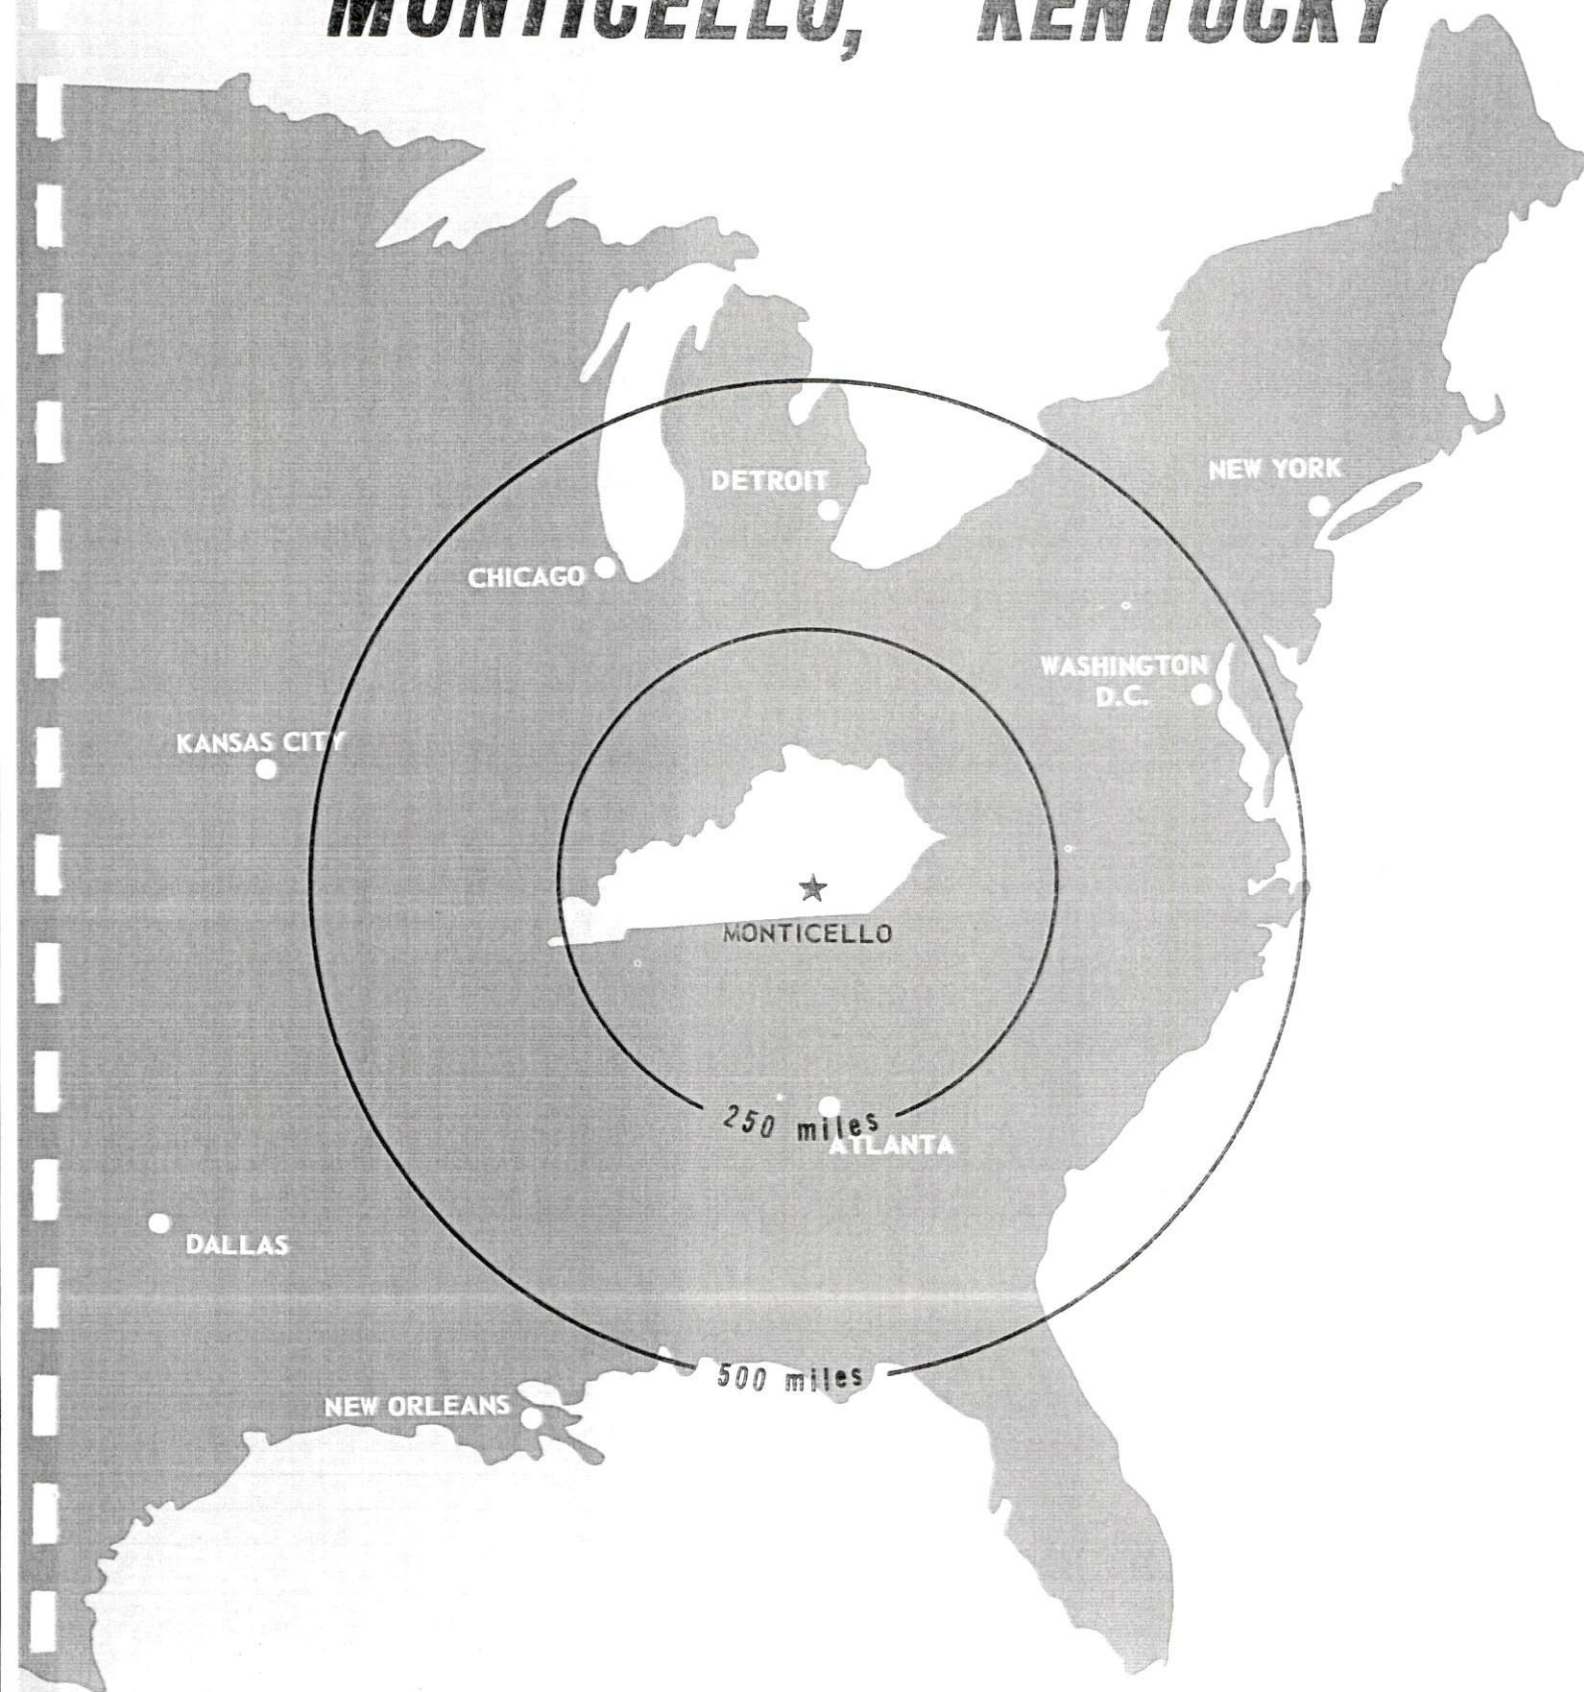 MONTICELLO, KENTUCKY
DETROIT
NEW YORK
CHICAGO
WASHINGTON
D.C.
KANSAS CITY
MONTICELLO
250 miles
ATLANTA
DALLAS
500 miles
NEW ORLEANS